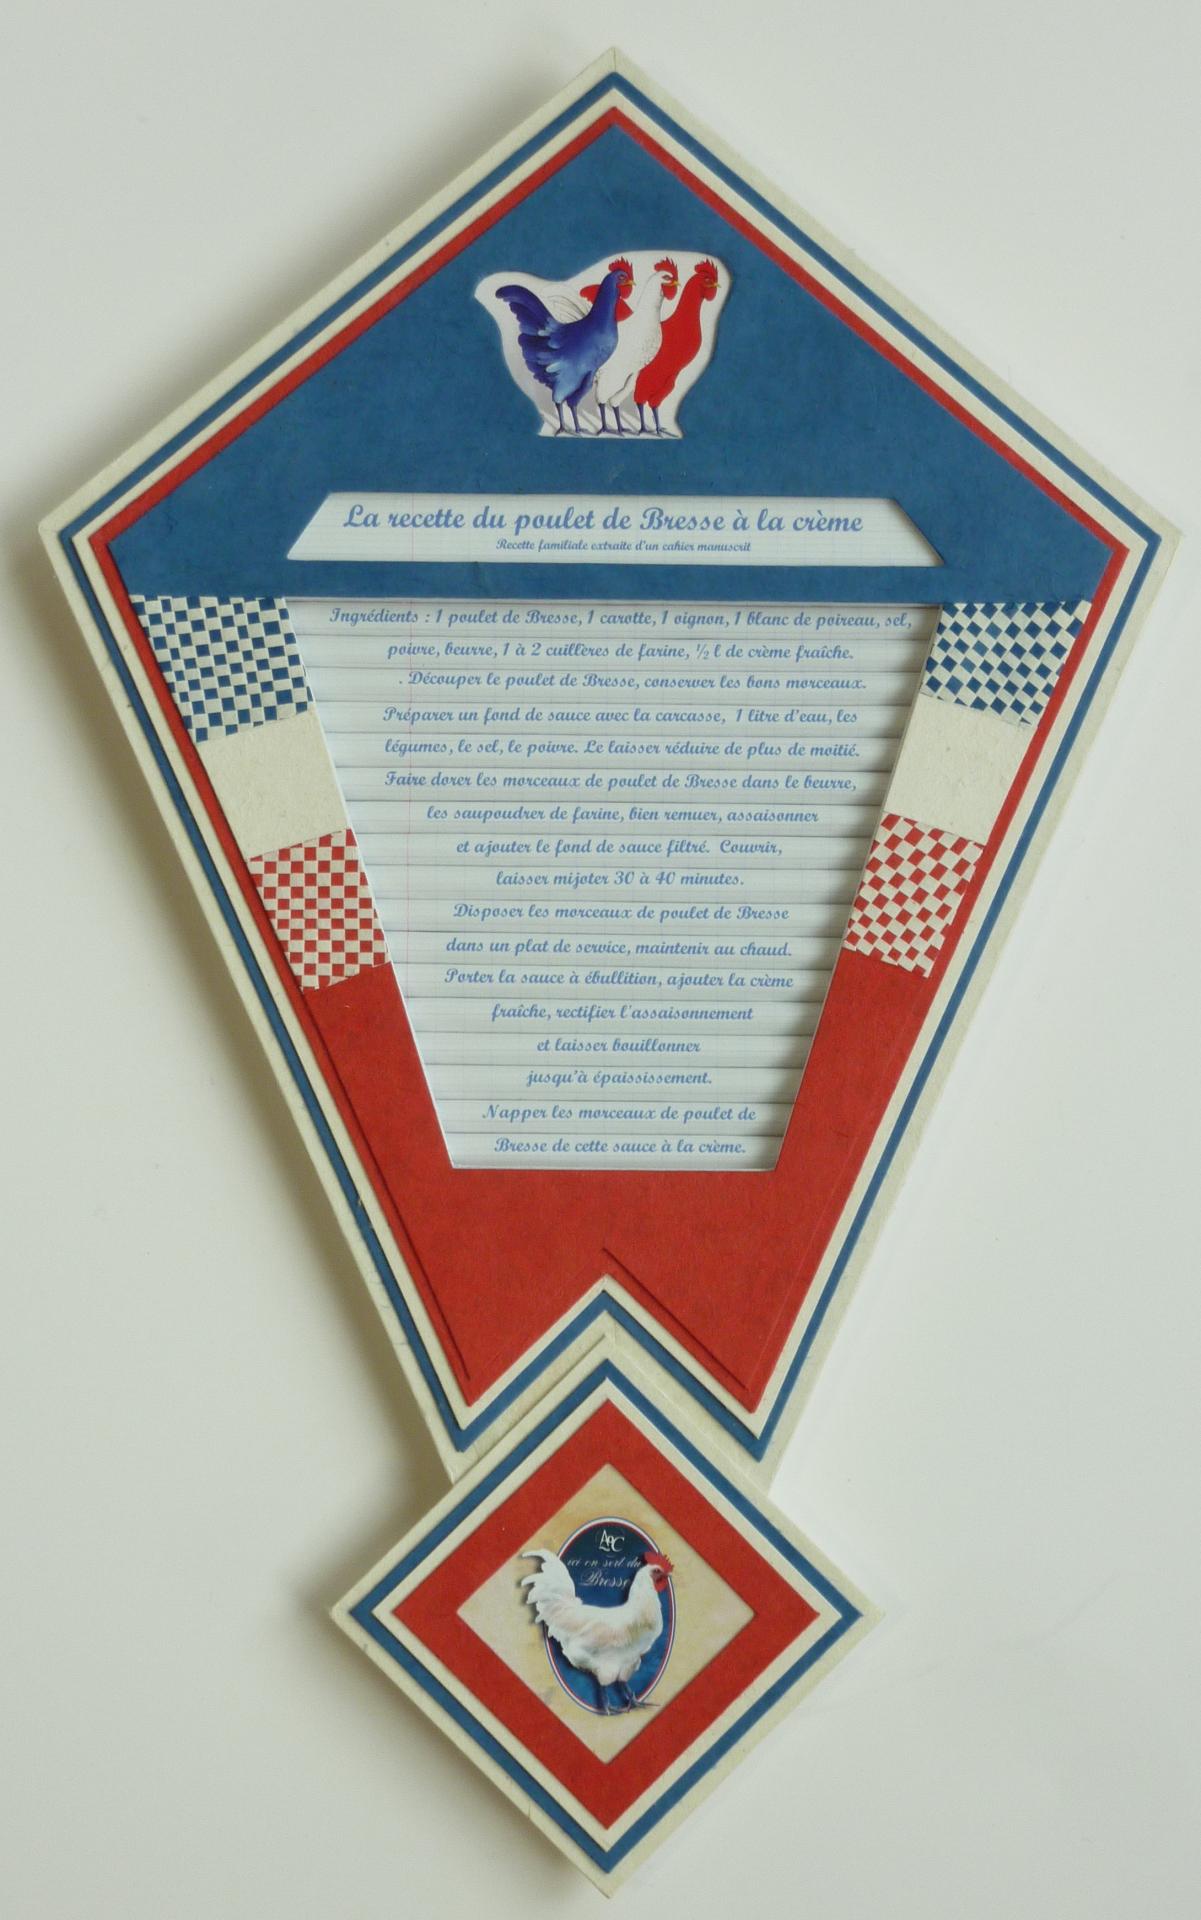 La recette du poulet de Bresse à la crème
Recette familiale extraite d'un cahier manuscrit
Ingrédients : 1 poulet de Bresse, 1 carotte, 1 oignon, 1 blanc de poireau, sel,
poivre, beurre, 1 à 2 cuillères de farine, ½ l de crème fraîche.
. Découper le poulet de Bresse, conserver les bons morceaux.
Préparer un fond de sauce avec la carcasse, 1 litre d'eau, les
légumes, le sel, le poivre. Le laisser réduire de plus de moitié.
Faire dorer les morceaux de poulet de Bresse dans le beurre,
les saupoudrer de farine, bien remuer, assaisonner
et ajouter le fond de sauce filtré. Couvrir,
laisser mijoter 30 à 40 minutes.
Disposer les morceaux de poulet de Bresse
dans un plat de service, maintenir au chaud.
Porter la sauce à ébullition, ajouter la crème
fraîche, rectifier l'assaisonnement
et laisser bouillonner
jusqu'à épaississement.
Napper les morceaux de poulet de
Bresse de cette sauce à la crème.
AOC
ici on sert du
Bresse